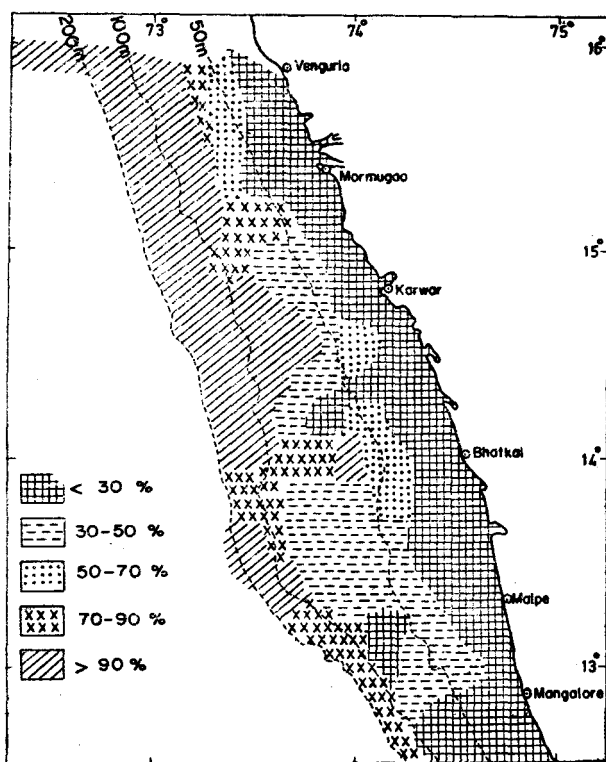 73° 74° 75°
200m 100m 50m
16°
Vengurla
Mormugao
15°
Karwar
14°
Bhatkal
< 30 %
30-50 %
50-70 %
Malpe
70-90 %
> 90 %
13°
Mangalore